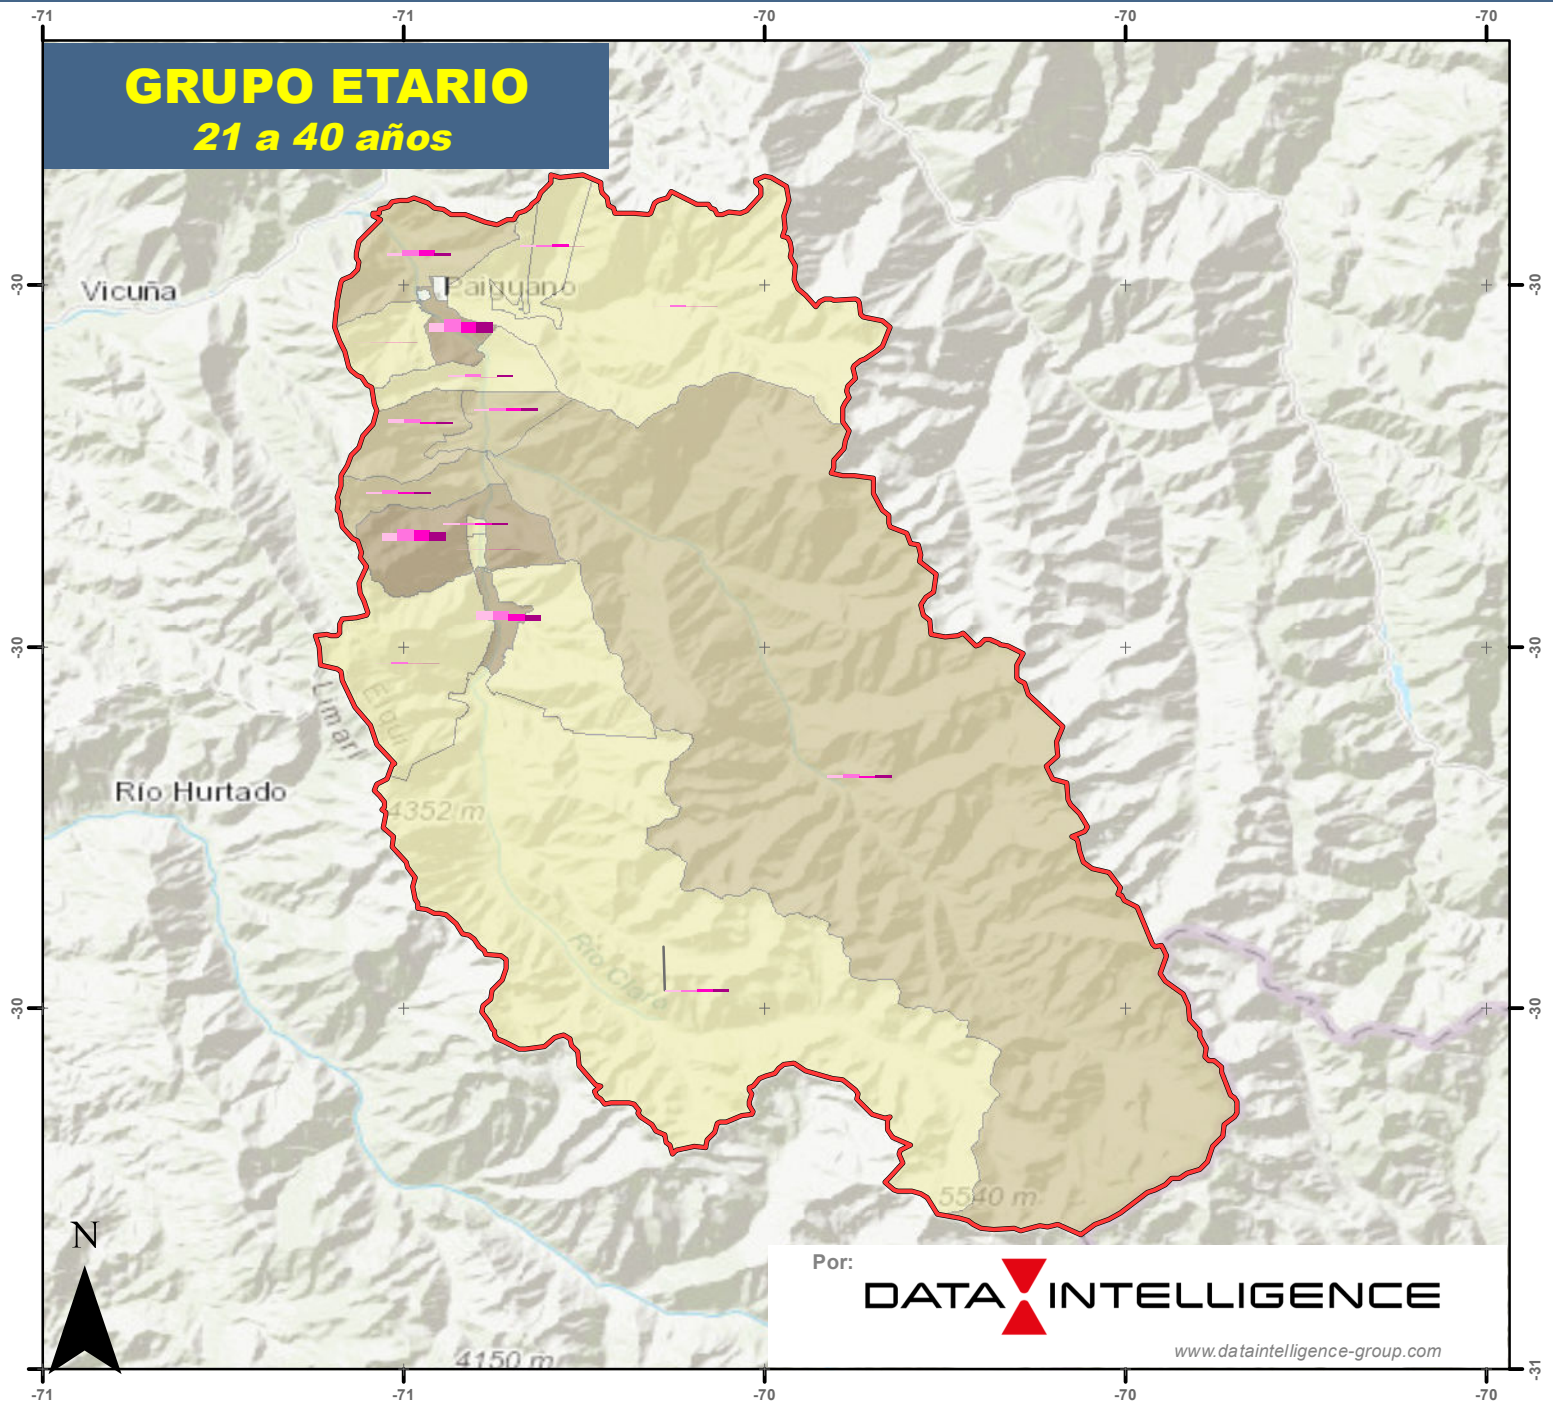 -71
-71
-70
-70
-70
GRUPO ETARIO
21 a 40 años
-30
-30
Vicuña
Paiguano
-30
-30
Elqui
Limarí
Río Hurtado
4352 m
Río Claro
-30
-30
5540 m
N
Por:
DATA INTELLIGENCE
www.dataintelligence-group.com
4150 m
-31
-71
-71
-70
-70
-70